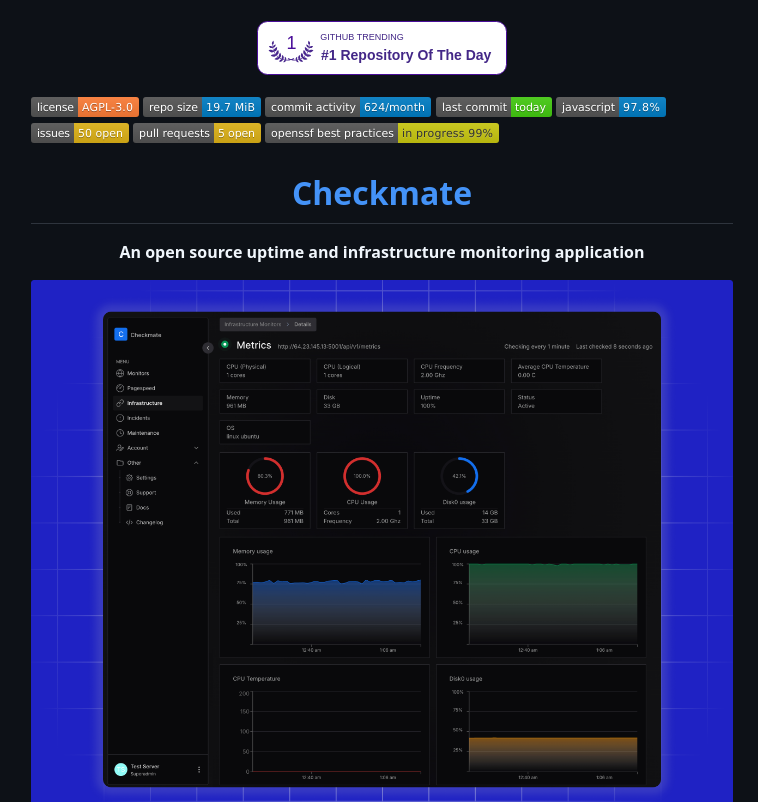 1
GITHUB TRENDING
#1 Repository Of The Day
license AGPL-3.0 repo size 19.7 MiB commit activity 624/month last commit today javascript 97.8%
issues 50 open pull requests 5 open openssf best practices in progress 99%
Checkmate
An open source uptime and infrastructure monitoring application
C Checkmate
Infrastructure Monitors > Details
Metrics http://64.23.145.13:5001/api/v1/metrics Checking every 1 minute Last checked 8 seconds ago
MENU
Monitors
Pagespeed
Infrastructure
Incidents
Maintenance
Account
Other
Settings
Support
Docs
Changelog
Test Server
Superadmin
CPU (Physical) CPU (Logical) CPU Frequency Average CPU Temperature
1 cores 1 cores 2.00 Ghz 0.00 C
Memory Disk Uptime Status
961 MB 33 GB 100% Active
OS
linux ubuntu
80.3% 100.0% 42.1%
Memory Usage CPU Usage Disk0 usage
Used 771 MB Cores 1 Used 14 GB
Total 961 MB Frequency 2.00 Ghz Total 33 GB
Memory usage CPU usage
100% 100%
75% 75%
50% 50%
25% 25%
12:40 am 1:06 am 12:40 am 1:06 am
CPU Temperature Disk0 usage
200 100%
150 75%
100 50%
50 25%
0
12:40 am 1:06 am 12:40 am 1:06 am